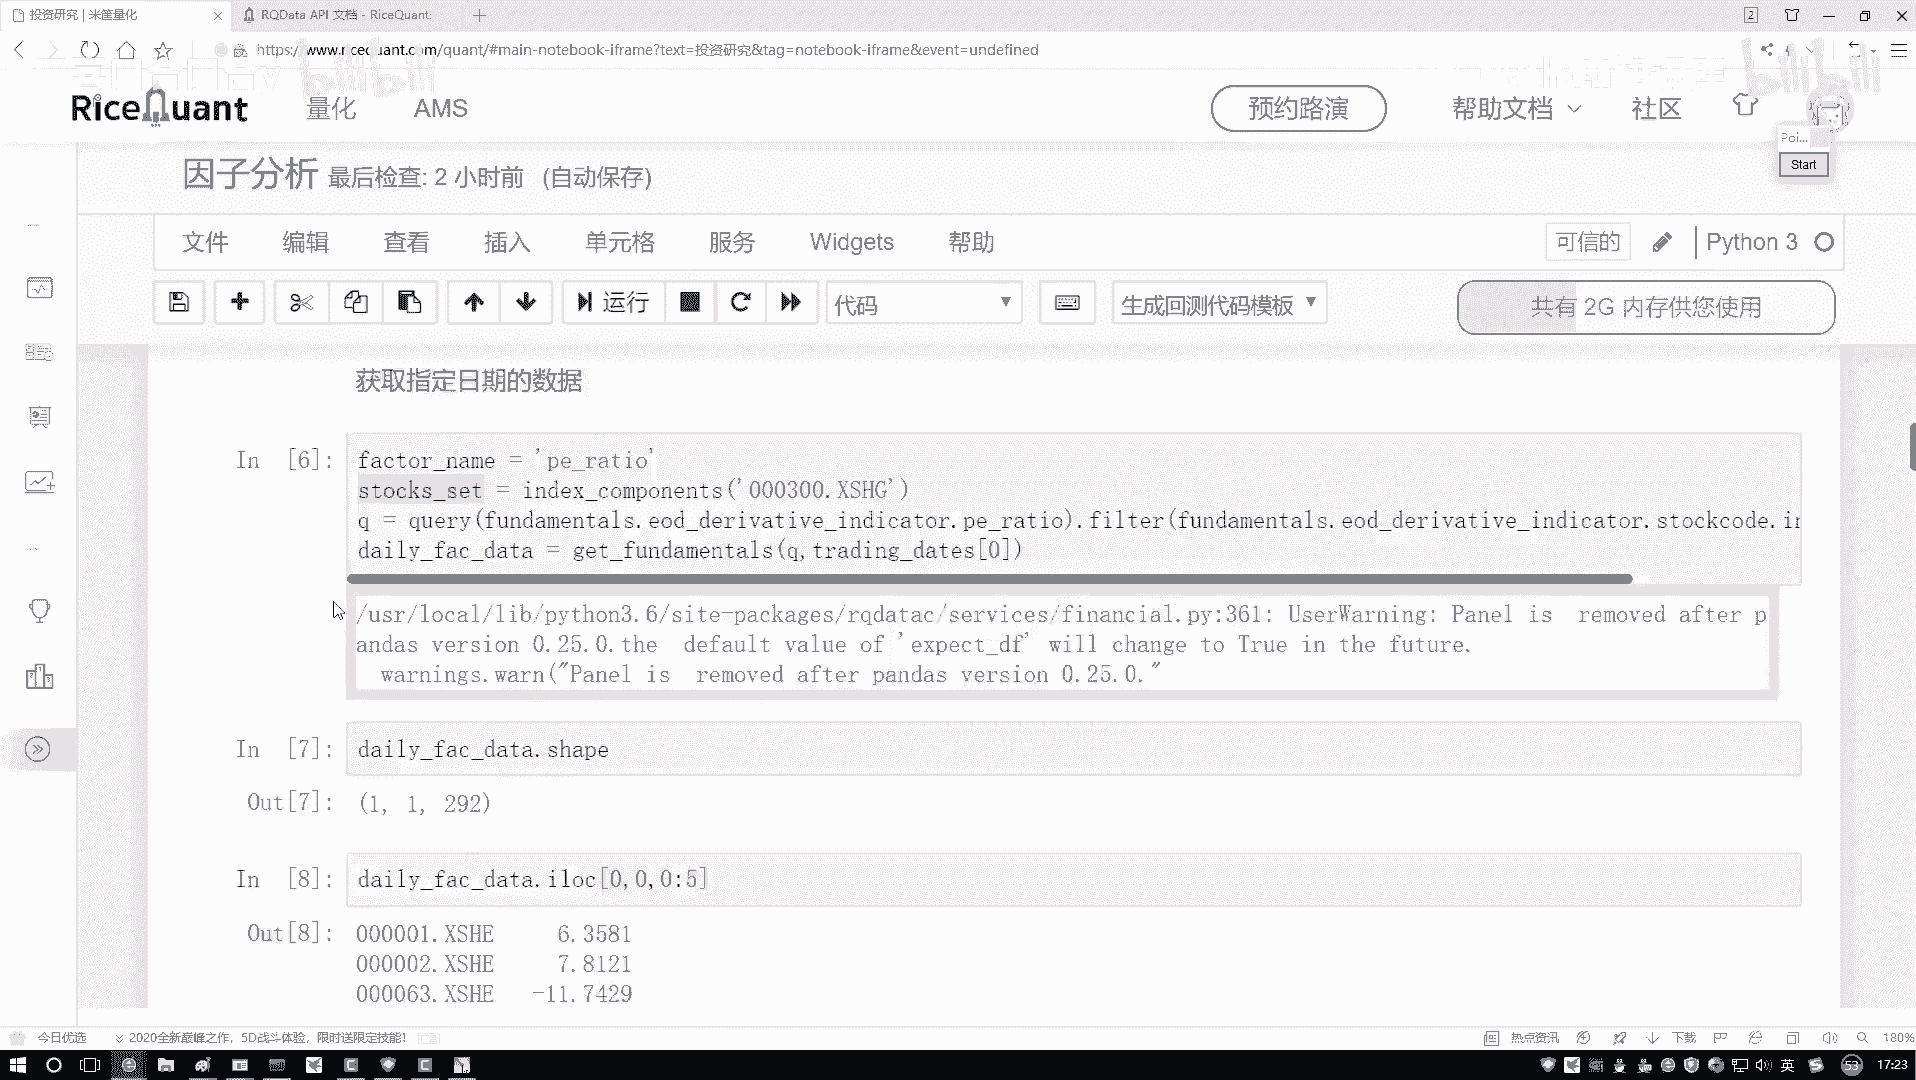 投资研究 | 米筐量化
RQData API 文档 - RiceQuant:
2
https://www.ricequant.com/quant/#main-notebook-iframe?text=投资研究&tag=notebook-iframe&event=undefined
bilibili
bilibili
RiceQuant
量化
AMS
预约路演
帮助文档
社区
Poi...
Start
因子分析 最后检查: 2 小时前 (自动保存)
文件
编辑
查看
插入
单元格
服务
Widgets
帮助
可信的
Python 3
运行
代码
生成回测代码模板
共有 2G 内存供您使用
获取指定日期的数据
In [6]: factor_name = 'pe_ratio'
stocks_set = index_components('000300.XSHG')
q = query(fundamentals.eod_derivative_indicator.pe_ratio).filter(fundamentals.eod_derivative_indicator.stockcode.in
daily_fac_data = get_fundamentals(q,trading_dates[0])
/usr/local/lib/python3.6/site-packages/rqdatac/services/financial.py:361: UserWarning: Panel is removed after p
andas version 0.25.0.the default value of 'expect_df' will change to True in the future.
warnings.warn("Panel is removed after pandas version 0.25.0."
In [7]: daily_fac_data.shape
Out[7]: (1, 1, 292)
In [8]: daily_fac_data.iloc[0,0,0:5]
Out[8]: 000001.XSHE 6.3581
000002.XSHE 7.8121
000063.XSHE -11.7429
今日优选
2020全新巅峰之作，5D战斗体验，限时送限定技能！
热点资讯
下载
180%
英
53
17:23